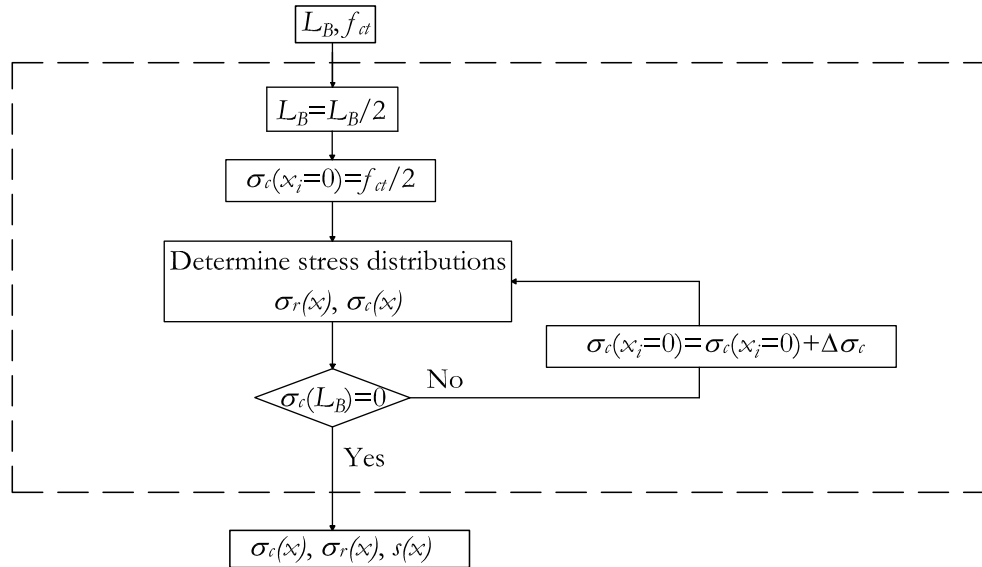 L_B, f_ct
L_B=L_B/2
σ_c(x_i=0)=f_ct/2
Determine stress distributions
σ_r(x), σ_c(x)
σ_c(x_i=0)=σ_c(x_i=0)+Δσ_c
No
σ_c(L_B)=0
Yes
σ_c(x), σ_r(x), s(x)